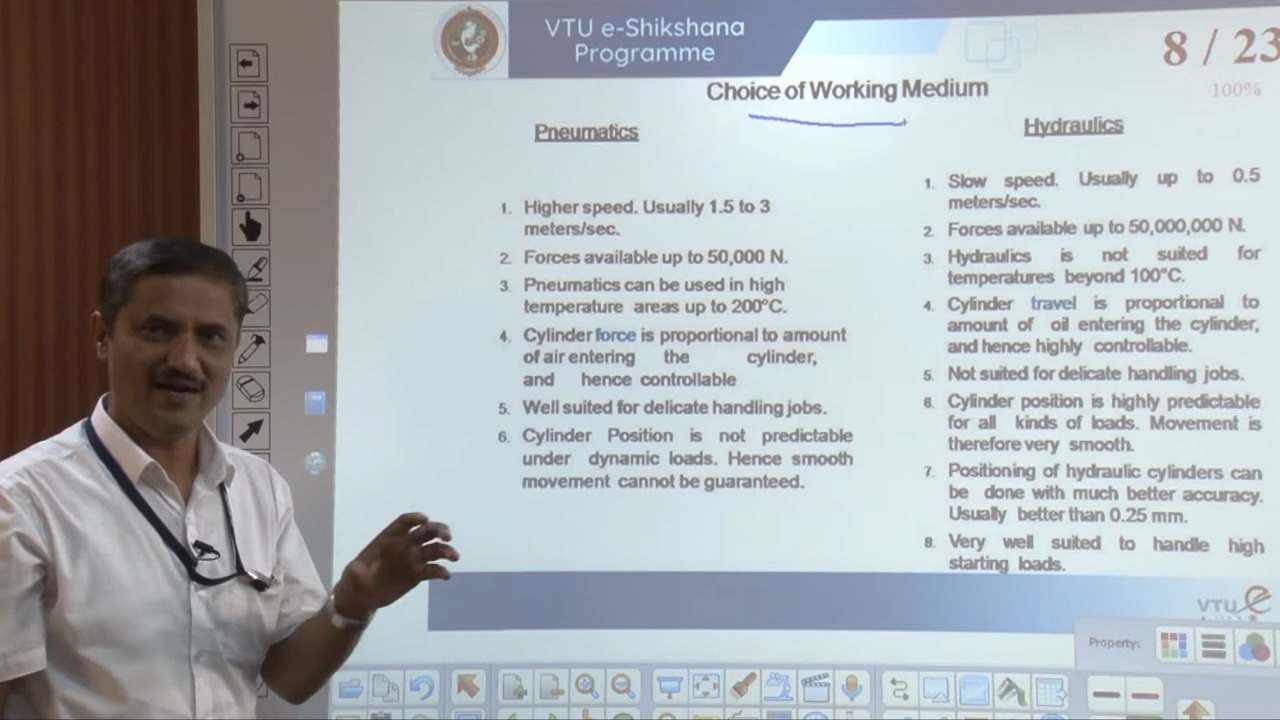 VTU e-Shikshana
Programme
8 / 23
100%
Choice of Working Medium
Pneumatics
1. Higher speed. Usually 1.5 to 3
meters/sec.
2. Forces available up to 50,000 N.
3. Pneumatics can be used in high
temperature areas up to 200°C.
4. Cylinder force is proportional to amount
of air entering the cylinder,
and hence controllable
5. Well suited for delicate handling jobs.
6. Cylinder Position is not predictable
under dynamic loads. Hence smooth
movement cannot be guaranteed.
Hydraulics
1. Slow speed. Usually up to 0.5
meters/sec.
2. Forces available up to 50,000,000 N.
3. Hydraulics is not suited for
temperatures beyond 100°C.
4. Cylinder travel is proportional to
amount of oil entering the cylinder,
and hence highly controllable.
5. Not suited for delicate handling jobs.
6. Cylinder position is highly predictable
for all kinds of loads. Movement is
therefore very smooth.
7. Positioning of hydraulic cylinders can
be done with much better accuracy.
Usually better than 0.25 mm.
8. Very well suited to handle high
starting loads.
VTU e
Property: